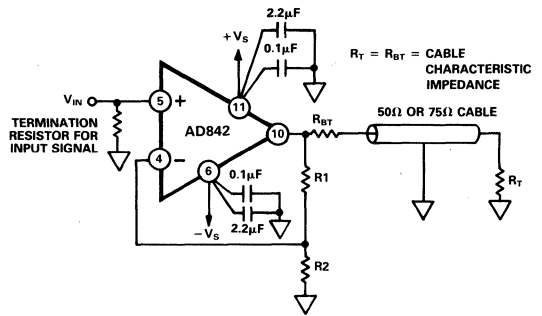 2.2µF
+VS
0.1µF
RT = RBT = CABLE
CHARACTERISTIC
IMPEDANCE
VIN
5
+
11
AD842
10
RBT
50Ω OR 75Ω CABLE
TERMINATION
RESISTOR FOR
INPUT SIGNAL
4
−
6
0.1µF
R1
RT
−VS
2.2µF
R2